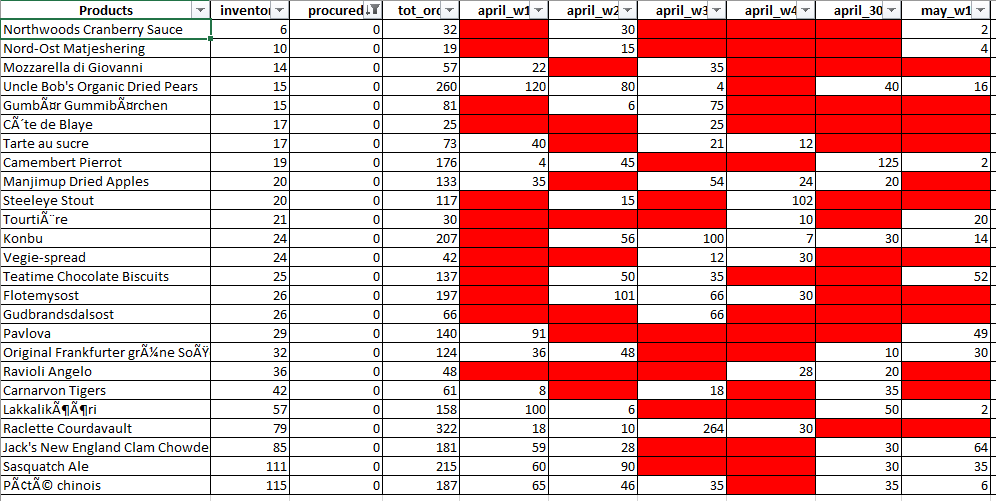 Products inventor procured tot_ord april_w1 april_w2 april_w3 april_w4 april_30 may_w1
Northwoods Cranberry Sauce 6 0 32 30 2
Nord-Ost Matjeshering 10 0 19 15 4
Mozzarella di Giovanni 14 0 57 22 35
Uncle Bob's Organic Dried Pears 15 0 260 120 80 4 40 16
GumbÃ¤r GummibÃ¤rchen 15 0 81 6 75
CÃ´te de Blaye 17 0 25 25
Tarte au sucre 17 0 73 40 21 12
Camembert Pierrot 19 0 176 4 45 125 2
Manjimup Dried Apples 20 0 133 35 54 24 20
Steeleye Stout 20 0 117 15 102
TourtiÃ¨re 21 0 30 10 20
Konbu 24 0 207 56 100 7 30 14
Vegie-spread 24 0 42 12 30
Teatime Chocolate Biscuits 25 0 137 50 35 52
Flotemysost 26 0 197 101 66 30
Gudbrandsdalsost 26 0 66 66
Pavlova 29 0 140 91 49
Original Frankfurter grÃ¼ne SoÃŸ 32 0 124 36 48 10 30
Ravioli Angelo 36 0 48 28 20
Carnarvon Tigers 42 0 61 8 18 35
LakkalikÃ¶Ã¶ri 57 0 158 100 6 50 2
Raclette Courdavault 79 0 322 18 10 264 30
Jack's New England Clam Chowde 85 0 181 59 28 30 64
Sasquatch Ale 111 0 215 60 90 30 35
PÃ¢tÃ© chinois 115 0 187 65 46 35 35 6